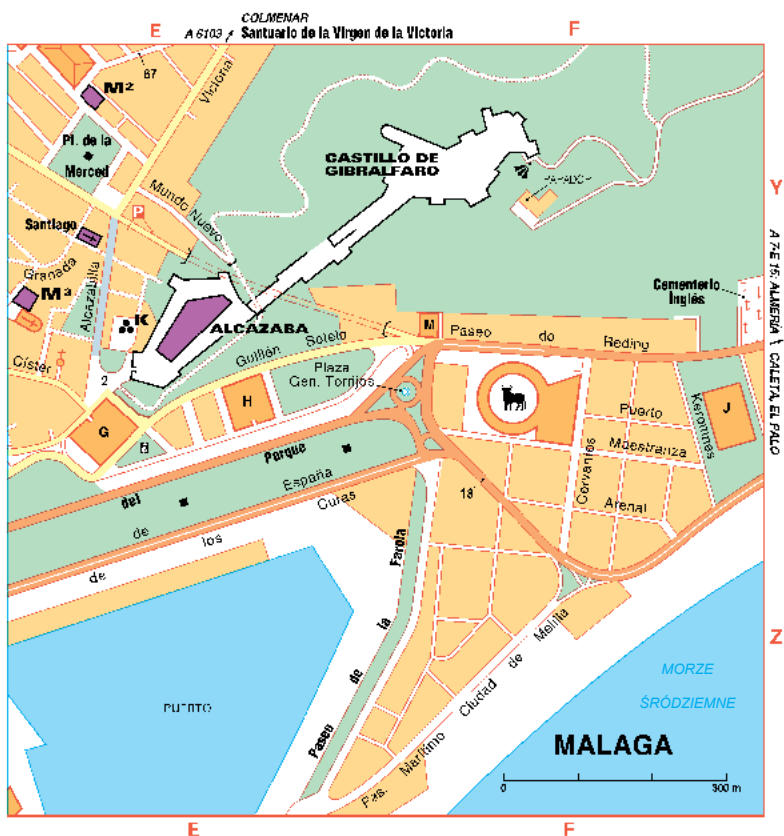 COLMENAR
A 6103
Santuario de la Virgen de la Victoria
E
F
67
M²
Victoria
Pl. de la
Merced
CASTILLO DE
GIBRALFARO
PARADOR
Y
Mundo Nuevo
P
Santiago
Granada
M³
Alcazabilla
K
ALCAZABA
Cementerio
Inglés
A 7-E 15, ALMERÍA
CALETA, EL PALO
M
Paseo de Reding
Guillén Sotelo
Císter
2
Plaza
Gen. Torrijos
H
G
J
Keromnes
Puerto
Maestranza
Cervantes
Arenal
18
Parque
del
España
de
Curas
los
de
Farola
la
de
Paseo
Pas. Marítimo Ciudad de Melilla
Z
PUERTO
MORZE
ŚRÓDZIEMNE
MALAGA
0
300 m
E
F